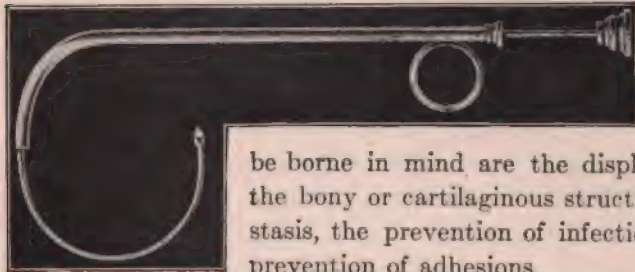 be borne in mind are the displ
the bony or cartilaginous struct
stasis, the prevention of infectio
prevention of adhesions